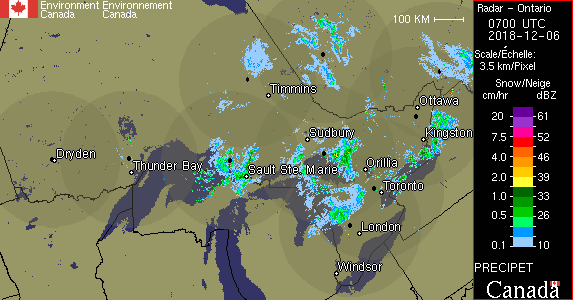 Environment Environnement
Canada Canada
100 KM
Timmins
Ottawa
Sudbury
Kingston
Dryden
Thunder Bay
Sault Ste. Marie
Orillia
Toronto
London
Windsor
Radar - Ontario
0700 UTC
2018-12-06
Scale/Échelle:
3.5 km/Pixel
Snow/Neige
cm/hr dBZ
20 61
7.5 52
4.0 46
2.0 39
1.0 33
0.5 26
0.1 10
PRECIPET
Canada